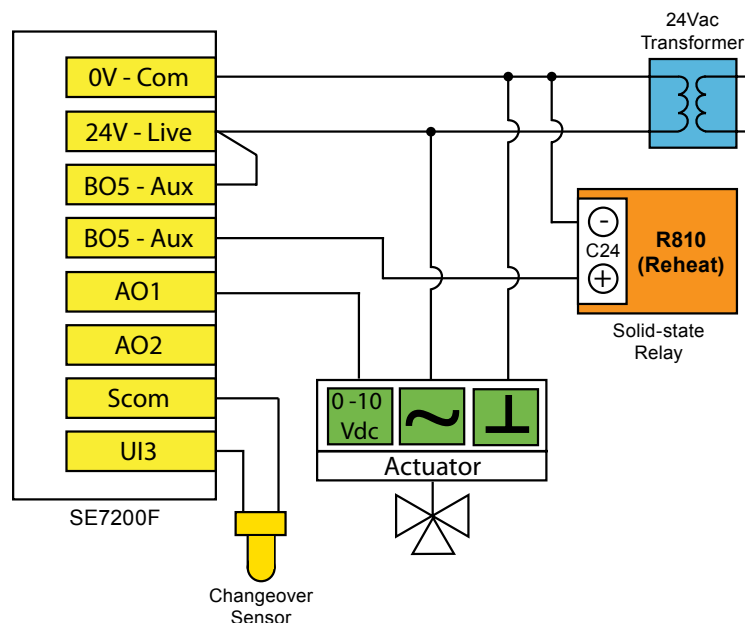 24Vac
Transformer
0V - Com
24V - Live
BO5 - Aux
BO5 - Aux
AO1
AO2
Scom
UI3
SE7200F
-
C24
+
R810
(Reheat)
Solid-state
Relay
0 -10
Vdc
Actuator
Changeover
Sensor